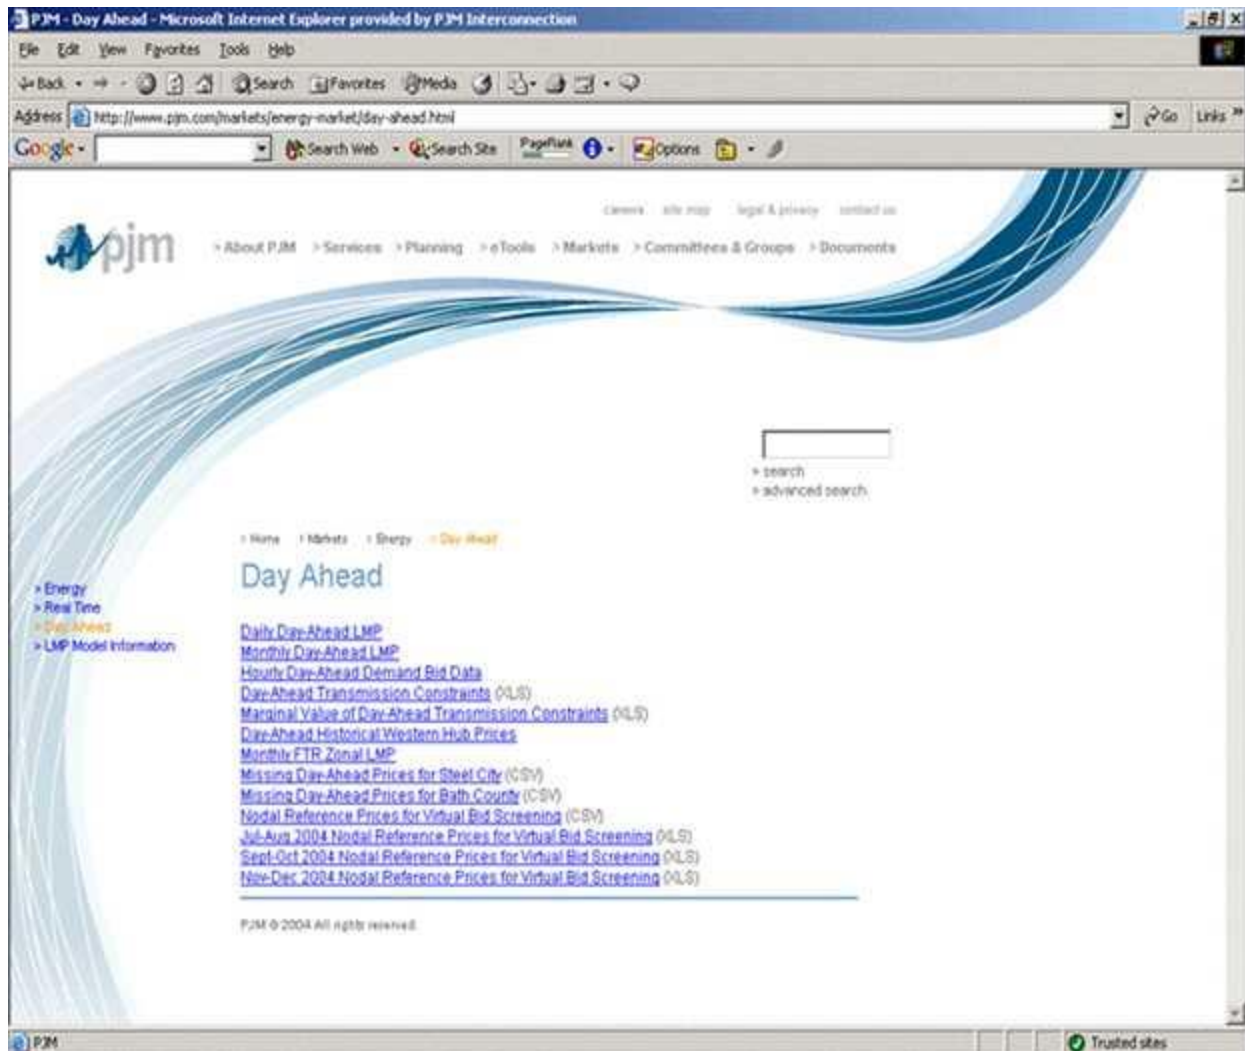 PJM - Day Ahead - Microsoft Internet Explorer provided by PJM Interconnection
File Edit View Favorites Tools Help
Back Search Favorites Media
Address http://www.pjm.com/markets/energy-market/day-ahead.html Go Links »
Google Search Web Search Site PageRank Options
careers site map legal & privacy contact us
pjm > About PJM > Services > Planning > eTools > Markets > Committees & Groups > Documents
> search
> advanced search
> Home > Markets > Energy > Day Ahead
Day Ahead
> Energy
> Real Time
> Day Ahead
> LMP Model Information
Daily Day-Ahead LMP
Monthly Day-Ahead LMP
Hourly Day-Ahead Demand Bid Data
Day-Ahead Transmission Constraints (XLS)
Marginal Value of Day-Ahead Transmission Constraints (XLS)
Day-Ahead Historical Western Hub Prices
Monthly FTR Zonal LMP
Missing Day-Ahead Prices for Steel City (CSV)
Missing Day-Ahead Prices for Bath County (CSV)
Nodal Reference Prices for Virtual Bid Screening (CSV)
Jul-Aug 2004 Nodal Reference Prices for Virtual Bid Screening (XLS)
Sept-Oct 2004 Nodal Reference Prices for Virtual Bid Screening (XLS)
Nov-Dec 2004 Nodal Reference Prices for Virtual Bid Screening (XLS)
PJM © 2004 All rights reserved.
PJM Trusted sites